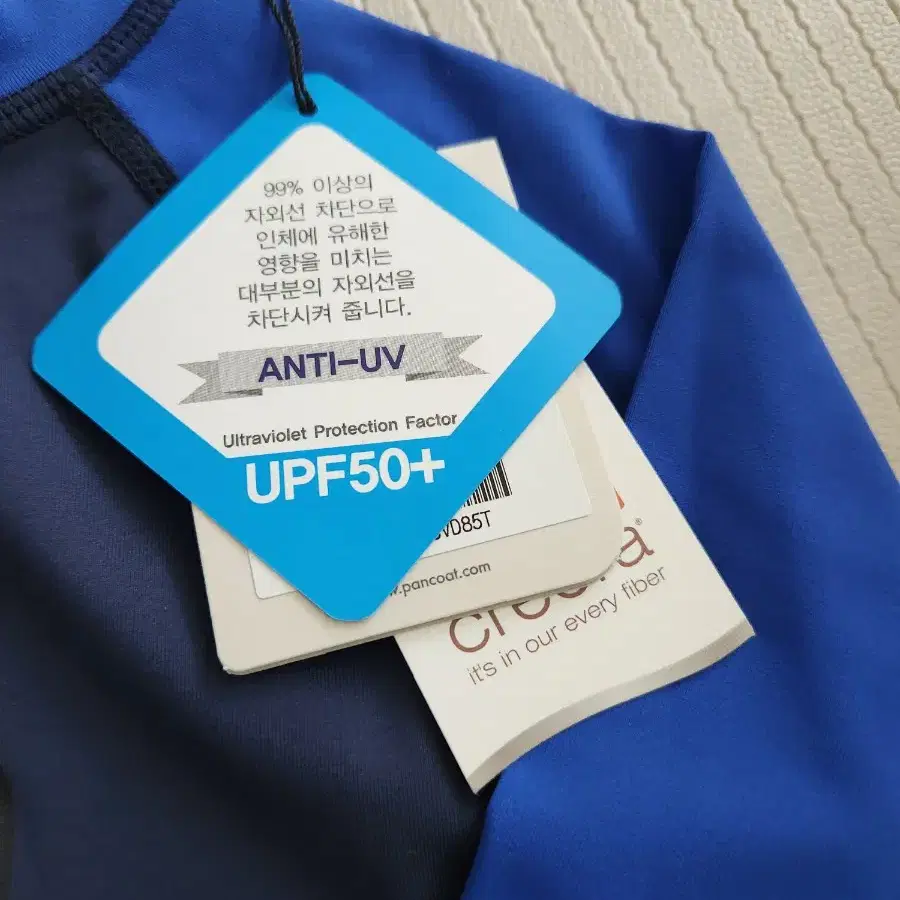 99% 이상의
자외선 차단으로
인체에 유해한
영향을 미치는
대부분의 자외선을
차단시켜 줍니다.
ANTI-UV
Ultraviolet Protection Factor
UPF50+
VD85T
.pancoat.com
it's in our every fiber